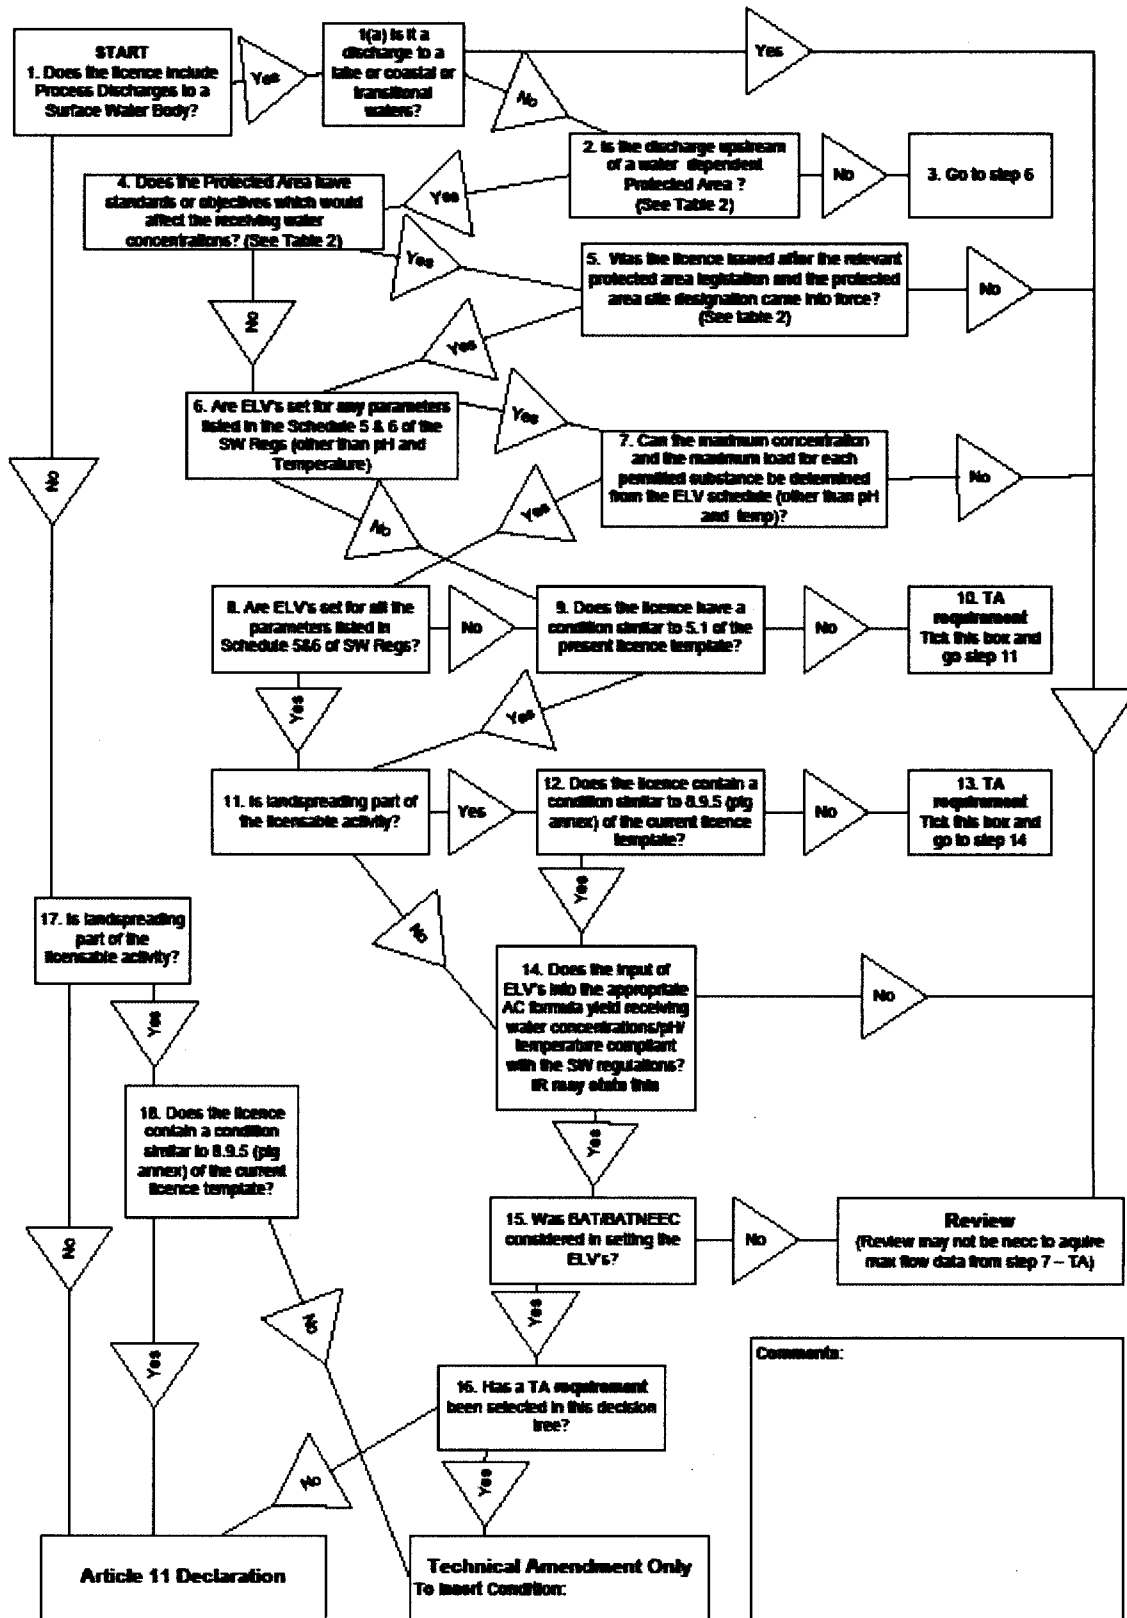 START
1. Does the licence include
Process Discharges to a
Surface Water Body?
Yes
1(a) Is it a
discharge to a
lake or coastal or
transitional
waters?
Yes
No
2. Is the discharge upstream
of a water dependent
Protected Area ?
(See Table 2)
No
3. Go to step 6
Yes
4. Does the Protected Area have
standards or objectives which would
affect the receiving water
concentrations? (See Table 2)
Yes
No
5. Was the licence issued after the relevant
protected area legislation and the protected
area site designation came into force?
(See table 2)
No
Yes
6. Are ELV's set for any parameters
listed in the Schedule 5 & 6 of the
SW Regs (other than pH and
Temperature)
Yes
No
7. Can the maximum concentration
and the maximum load for each
permitted substance be determined
from the ELV schedule (other than pH
and temp)?
No
Yes
No
8. Are ELV's set for all the
parameters listed in
Schedule 5&6 of SW Regs?
No
Yes
9. Does the licence have a
condition similar to 5.1 of the
present licence template?
No
Yes
10. TA
requirement
Tick this box and
go step 11
11. Is landspreading part of
the licensable activity?
Yes
No
12. Does the licence contain a
condition similar to 8.9.5 (pig
annex) of the current licence
template?
No
Yes
13. TA
requirement
Tick this box and
go to step 14
14. Does the input of
ELV's into the appropriate
AC formula yield receiving
water concentrations/pH/
temperature compliant
with the SW regulations?
IR may state this
No
Yes
17. Is landspreading
part of the
licensable activity?
Yes
No
18. Does the licence
contain a condition
similar to 8.9.5 (pig
annex) of the current
licence template?
Yes
No
15. Was BAT/BATNEEC
considered in setting the
ELV's?
No
Yes
Review
(Review may not be necc to aquire
max flow data from step 7 – TA)
16. Has a TA requirement
been selected in this decision
tree?
No
Yes
Comments:
Article 11 Declaration
Technical Amendment Only
To Insert Condition: